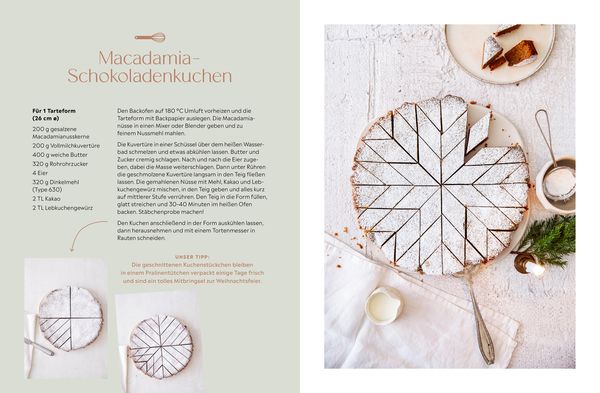 Macadamia–
Schokoladenkuchen
Für 1 Tarteform
(26 cm ø)
200 g gesalzene
Macadamianusskerne
200 g Vollmilchkuvertüre
400 g weiche Butter
320 g Rohrohrzucker
4 Eier
320 g Dinkelmehl
(Type 630)
2 TL Kakao
2 TL Lebkuchengewürz
Den Backofen auf 180 °C Umluft vorheizen und die
Tarteform mit Backpapier auslegen. Die Macadamia-
nüsse in einen Mixer oder Blender geben und zu
feinem Nussmehl mahlen.
Die Kuvertüre in einer Schüssel über dem heißen Wasser-
bad schmelzen und etwas abkühlen lassen. Butter und
Zucker cremig schlagen. Nach und nach die Eier zuge-
ben, dabei die Masse weiterschlagen. Dann unter Rühren
die geschmolzene Kuvertüre langsam in den Teig fließen
lassen. Die gemahlenen Nüsse mit Mehl, Kakao und Leb-
kuchengewürz mischen, in den Teig geben und alles kurz
auf mittlerer Stufe verrühren. Den Teig in die Form füllen,
glatt streichen und 30-40 Minuten im heißen Ofen
backen. Stäbchenprobe machen!
Den Kuchen anschließend in der Form auskühlen lassen,
dann herausnehmen und mit einem Tortenmesser in
Rauten schneiden.
UNSER TIPP:
Die geschnittenen Kuchenstückchen bleiben
in einem Pralinentütchen verpackt einige Tage frisch
und sind ein tolles Mitbringsel zur Weihnachtsfeier.